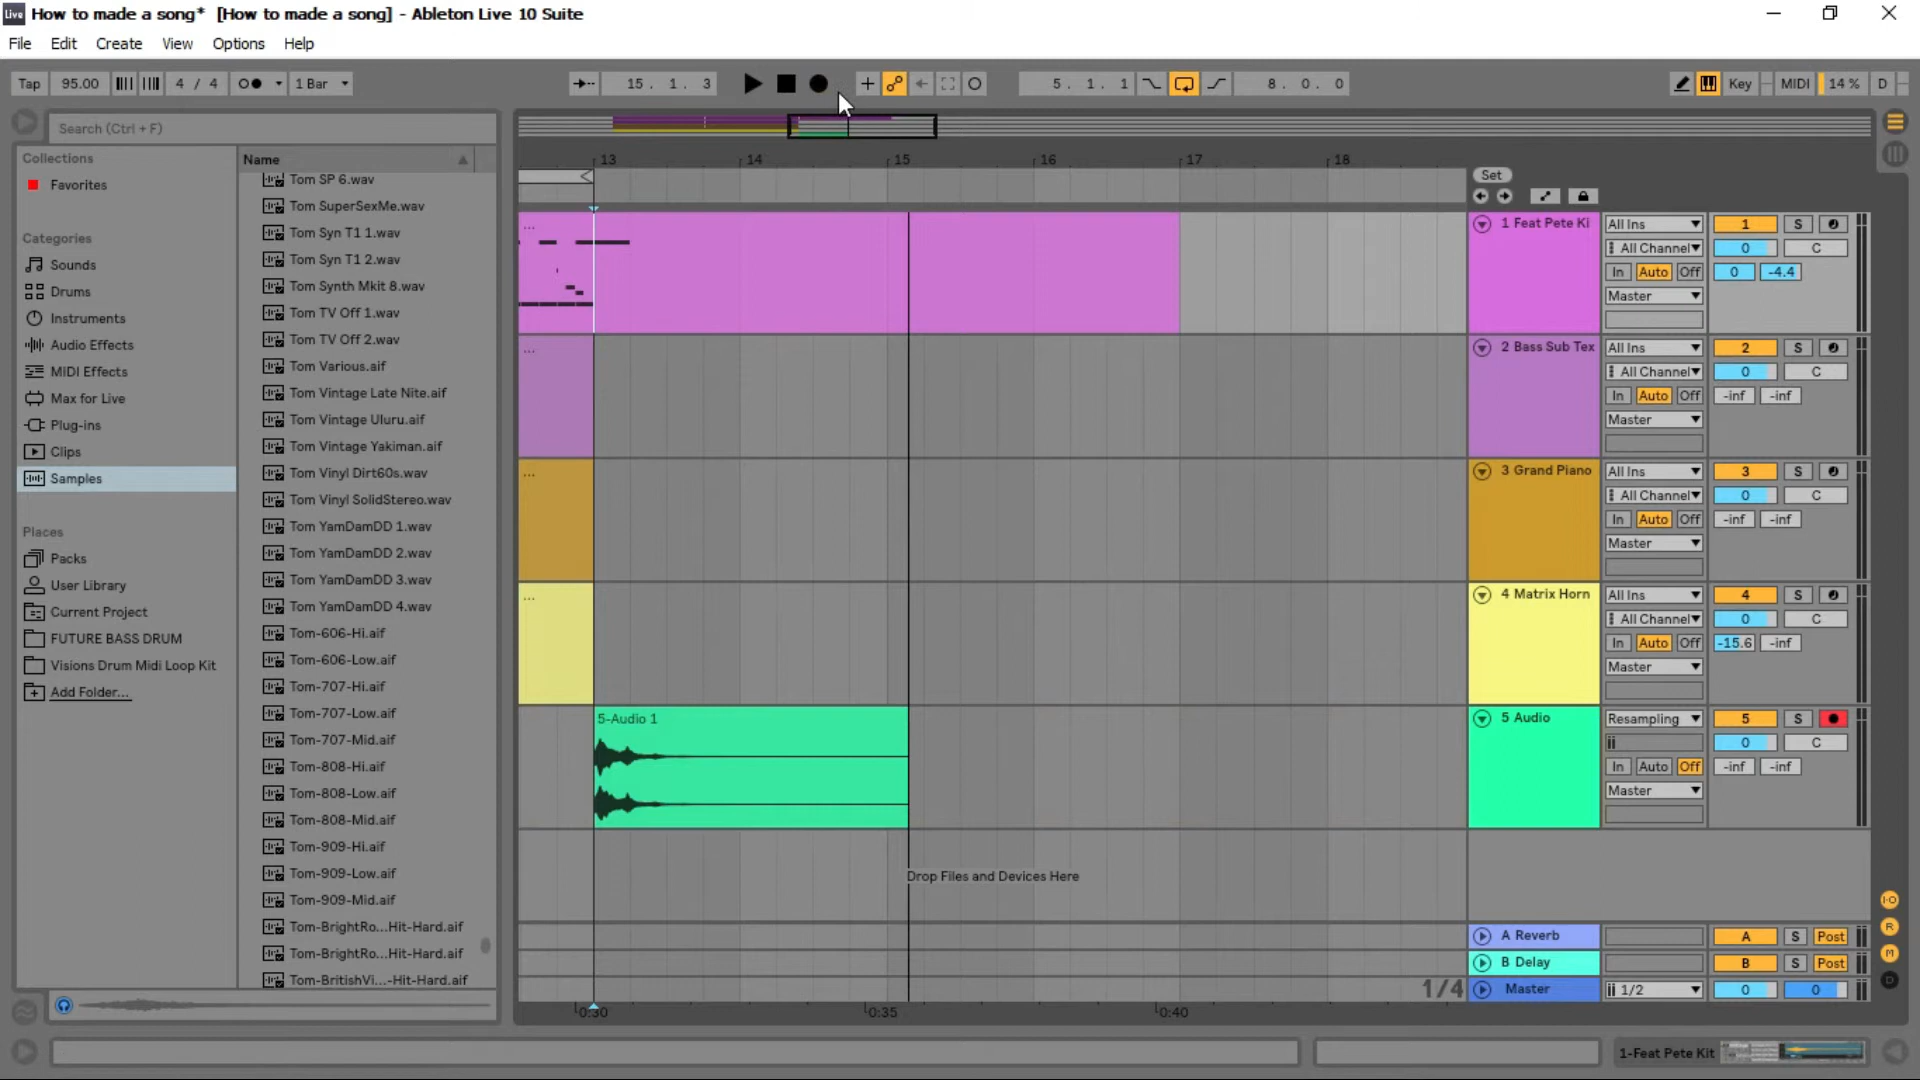 Live How to made a song* [How to made a song] - Ableton Live 10 Suite
File Edit Create View Options Help
Tap 95.00 4 / 4 1 Bar 15. 1. 3 5. 1. 1 8. 0. 0 Key MIDI 14 % D
Search (Ctrl + F)
Collections
Favorites
Categories
Sounds
Drums
Instruments
Audio Effects
MIDI Effects
Max for Live
Plug-ins
Clips
Samples
Places
Packs
User Library
Current Project
FUTURE BASS DRUM
Visions Drum Midi Loop Kit
Add Folder...
Name
Tom SP 6.wav
Tom SuperSexMe.wav
Tom Syn T1 1.wav
Tom Syn T1 2.wav
Tom Synth Mkit 8.wav
Tom TV Off 1.wav
Tom TV Off 2.wav
Tom Various.aif
Tom Vintage Late Nite.aif
Tom Vintage Uluru.aif
Tom Vintage Yakiman.aif
Tom Vinyl Dirt60s.wav
Tom Vinyl SolidStereo.wav
Tom YamDamDD 1.wav
Tom YamDamDD 2.wav
Tom YamDamDD 3.wav
Tom YamDamDD 4.wav
Tom-606-Hi.aif
Tom-606-Low.aif
Tom-707-Hi.aif
Tom-707-Low.aif
Tom-707-Mid.aif
Tom-808-Hi.aif
Tom-808-Low.aif
Tom-808-Mid.aif
Tom-909-Hi.aif
Tom-909-Low.aif
Tom-909-Mid.aif
Tom-BrightRo...Hit-Hard.aif
Tom-BrightRo...Hit-Hard.aif
Tom-BritishVi...-Hit-Hard.aif
13 14 15 16 17 18
Set
...
1 Feat Pete Ki All Ins 1 S
All Channel 0 C
In Auto Off 0 -4.4
Master
...
2 Bass Sub Tex All Ins 2 S
All Channel 0 C
In Auto Off -inf -inf
Master
...
3 Grand Piano All Ins 3 S
All Channel 0 C
In Auto Off -inf -inf
Master
...
4 Matrix Horn All Ins 4 S
All Channel 0 C
In Auto Off -15.6 -inf
Master
5-Audio 1
5 Audio Resampling 5 S
0 C
In Auto Off -inf -inf
Master
Drop Files and Devices Here
A Reverb A S Post
B Delay B S Post
1/4 Master 1/2 0 0
0:30 0:35 0:40
I·O
R
M
D
1-Feat Pete Kit